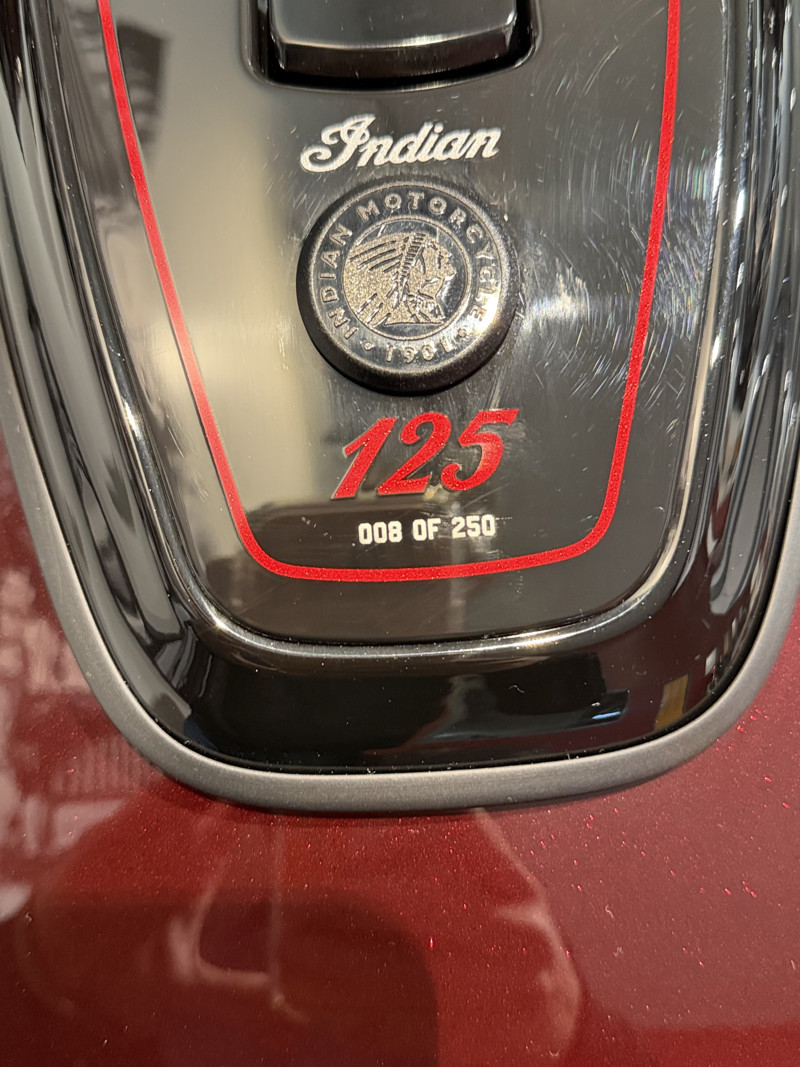 Indian
INDIAN MOTORCYCLE
• 1901 •
125
008 OF 250